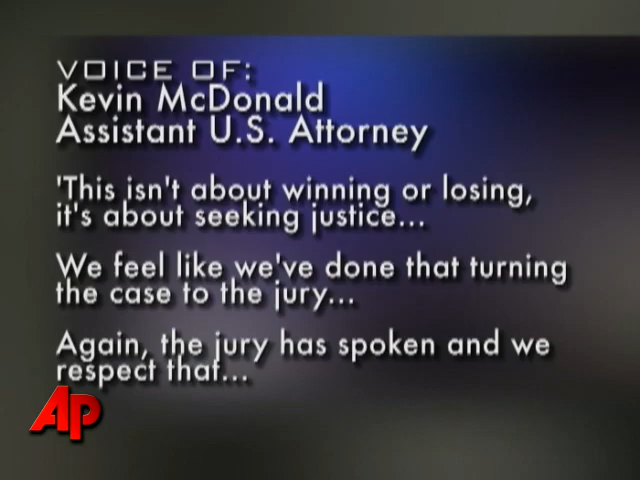 VOICE OF:
Kevin McDonald
Assistant U.S. Attorney
'This isn't about winning or losing,
it's about seeking justice...
We feel like we've done that turning
the case to the jury...
Again, the jury has spoken and we
respect that...
AP